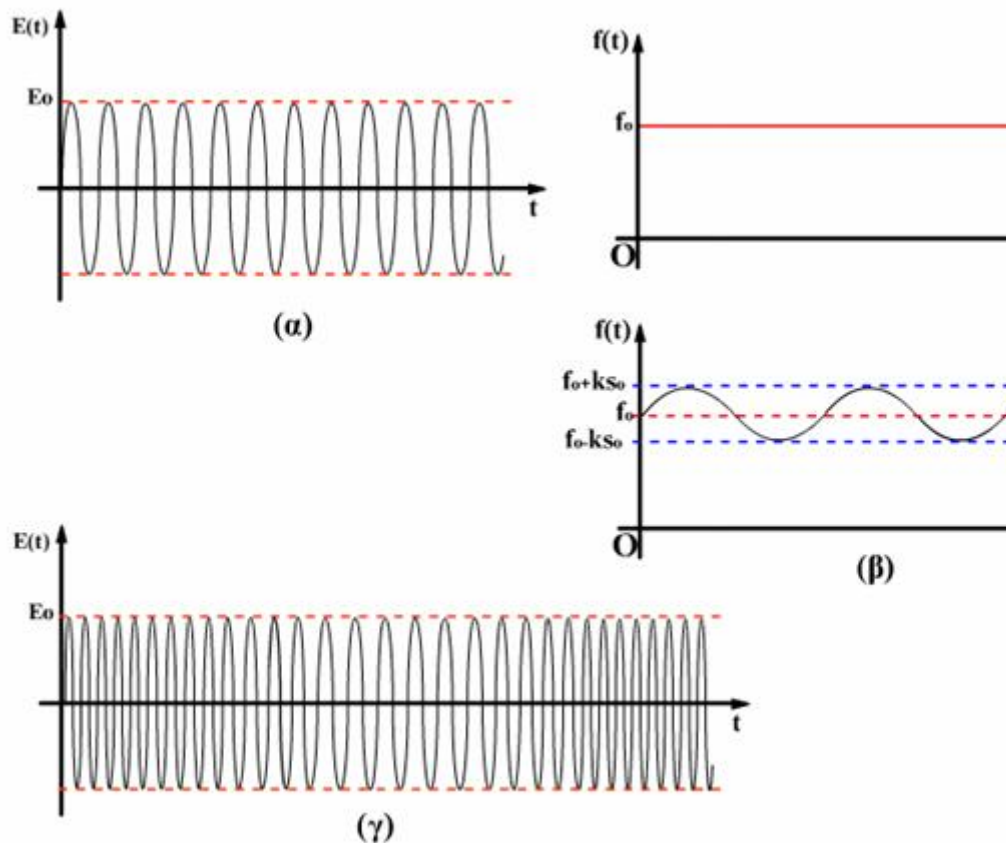 E(t)
Eo
t
(α)
f(t)
fo
O
f(t)
fo+kso
fo
fo-kso
O
(β)
E(t)
Eo
t
(γ)